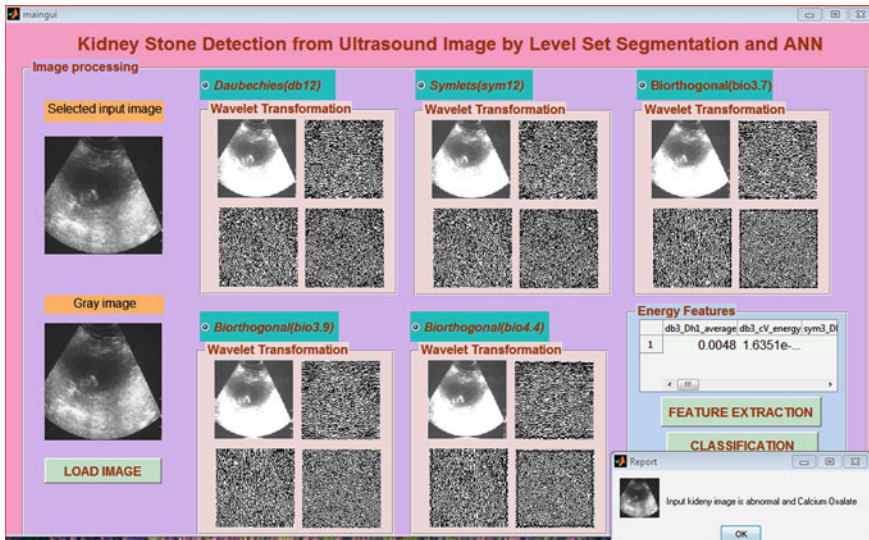 maingui
Kidney Stone Detection from Ultrasound Image by Level Set Segmentation and ANN
Image processing
Selected input image
Daubechies(db12)
Wavelet Transformation
Symlets(sym12)
Wavelet Transformation
Biorthogonal(bio3.7)
Wavelet Transformation
Gray image
LOAD IMAGE
Biorthogonal(bio3.9)
Wavelet Transformation
Biorthogonal(bio4.4)
Wavelet Transformation
Energy Features
db3_Dh1_average db3_cV_energy sym3_Dl
1 0.0048 1.6351e-...
FEATURE EXTRACTION
CLASSIFICATION
Report
Input kideny image is abnormal and Calcium Oxalate
OK